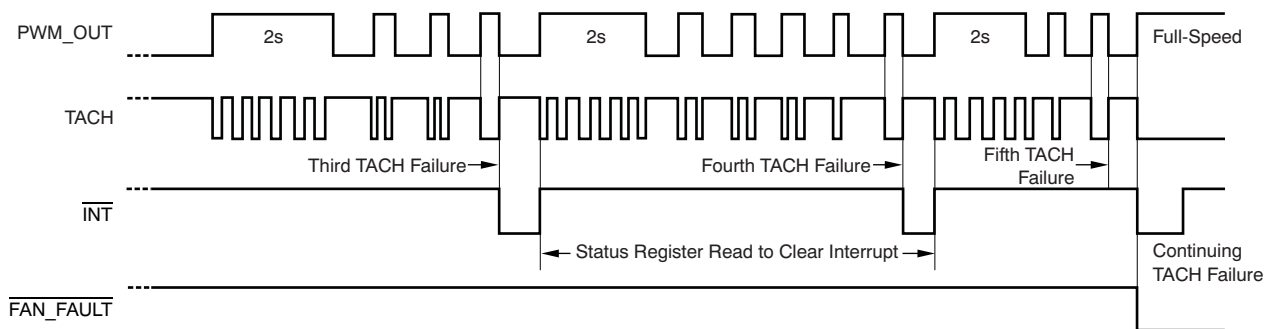 PWM_OUT
2s
2s
2s
Full-Speed
TACH
Third TACH Failure
Fourth TACH Failure
Fifth TACH
Failure
INT
Status Register Read to Clear Interrupt
Continuing
TACH Failure
FAN_FAULT